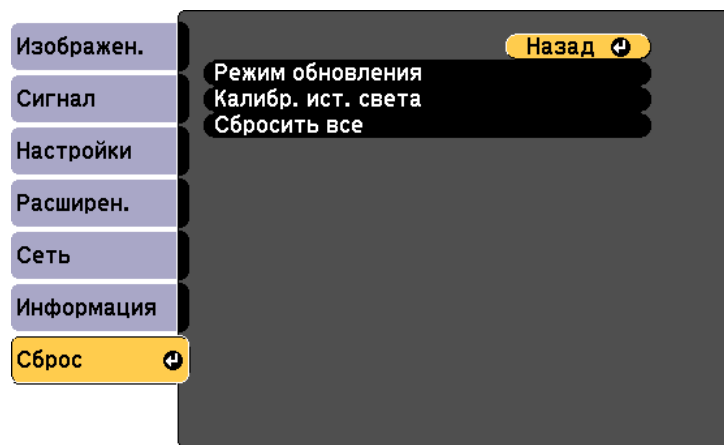 Изображен.
Сигнал
Настройки
Расширен.
Сеть
Информация
Сброс
Назад
Режим обновления
Калибр. ист. света
Сбросить все